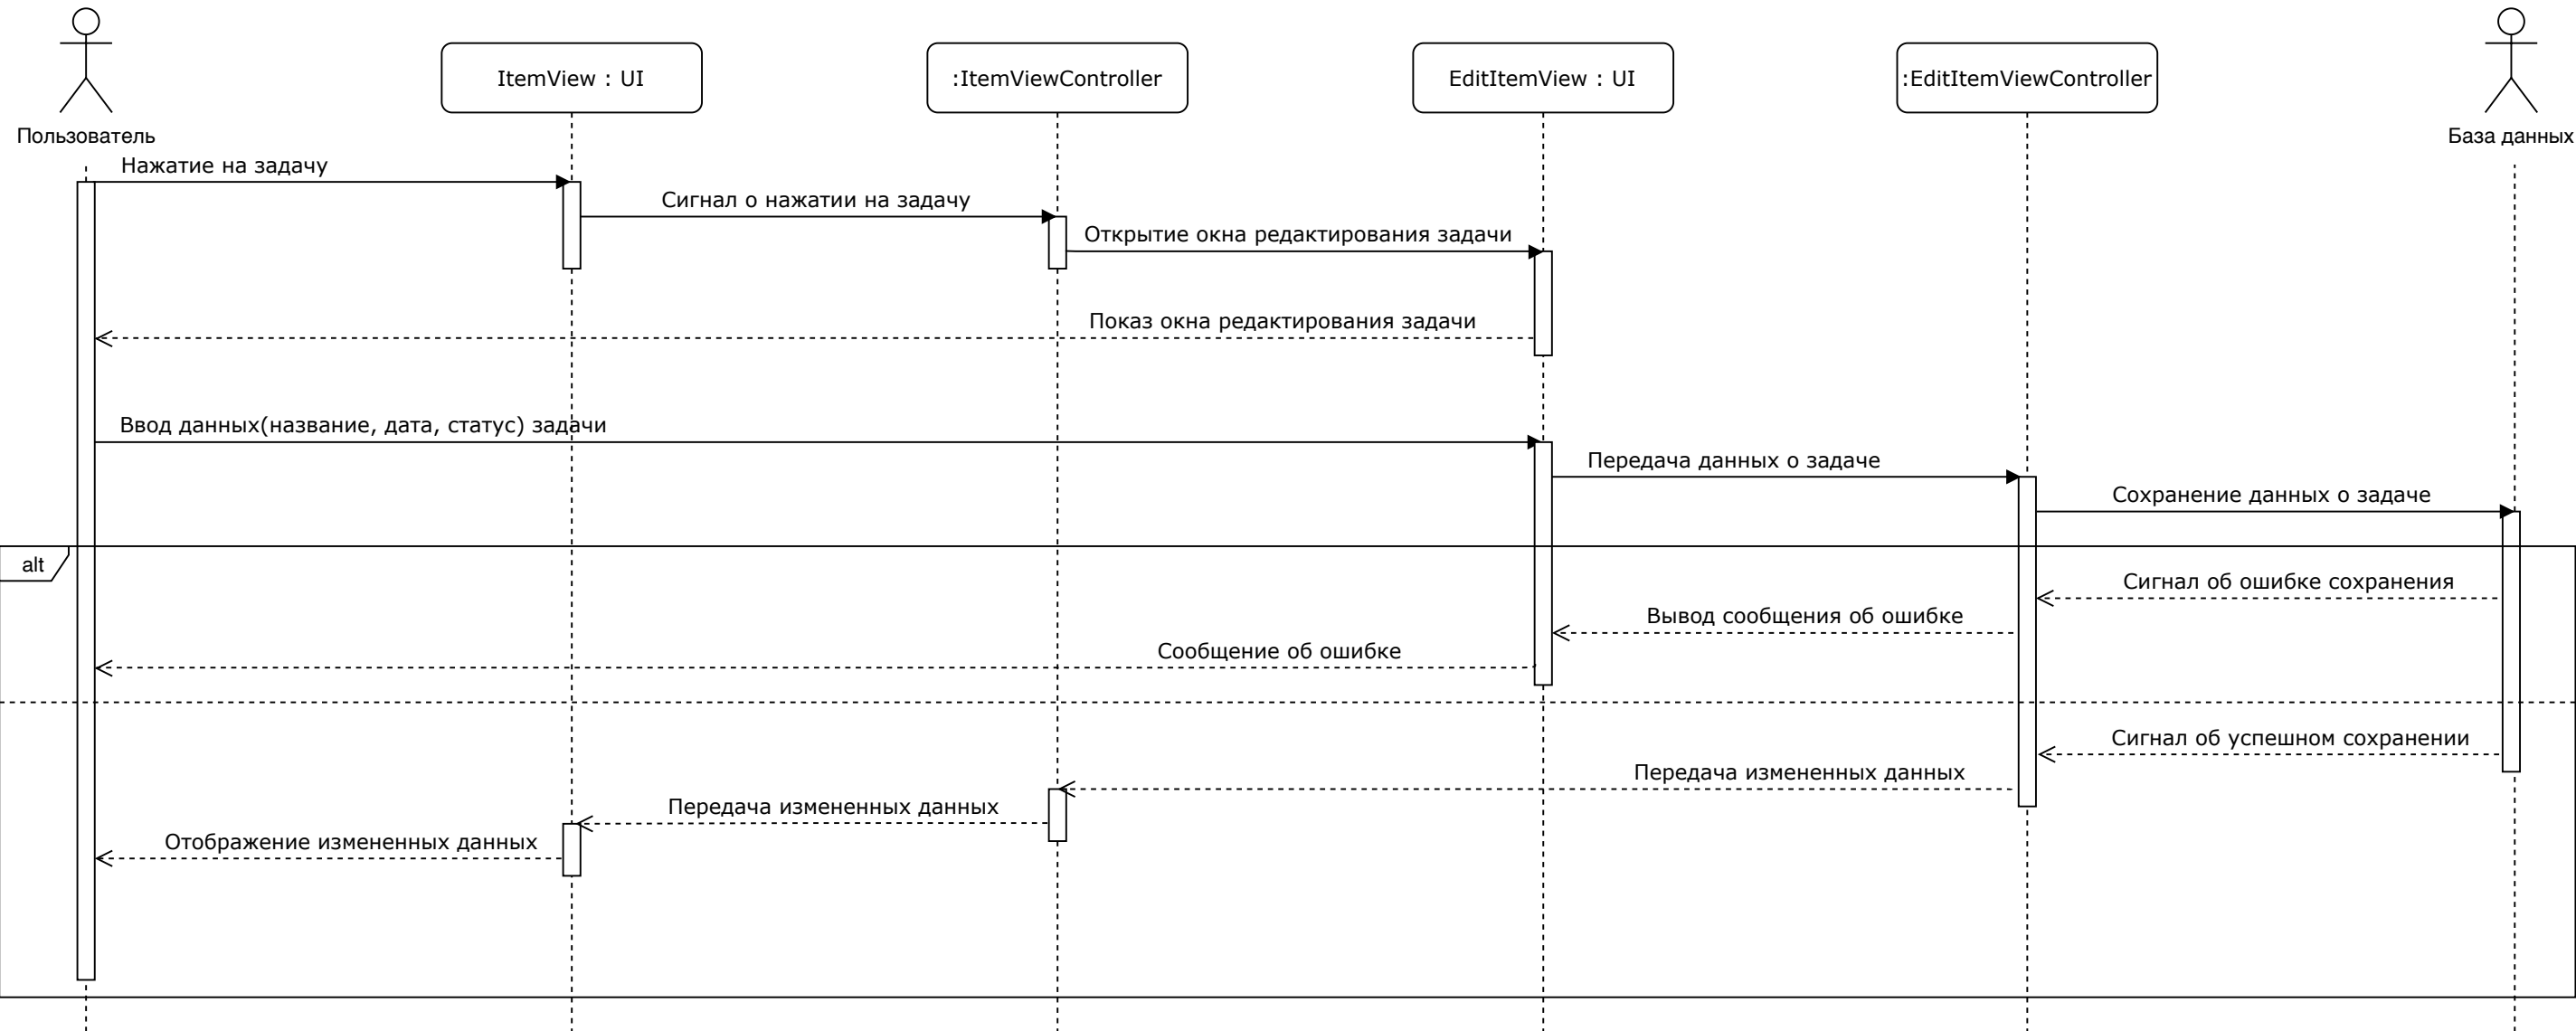 ItemView : UI
:ItemViewController
EditItemView : UI
:EditItemViewController
Пользователь
База данных
Нажатие на задачу
Сигнал о нажатии на задачу
Открытие окна редактирования задачи
Показ окна редактирования задачи
Ввод данных(название, дата, статус) задачи
Передача данных о задаче
Сохранение данных о задаче
alt
Сигнал об ошибке сохранения
Вывод сообщения об ошибке
Сообщение об ошибке
Сигнал об успешном сохранении
Передача измененных данных
Передача измененных данных
Отображение измененных данных